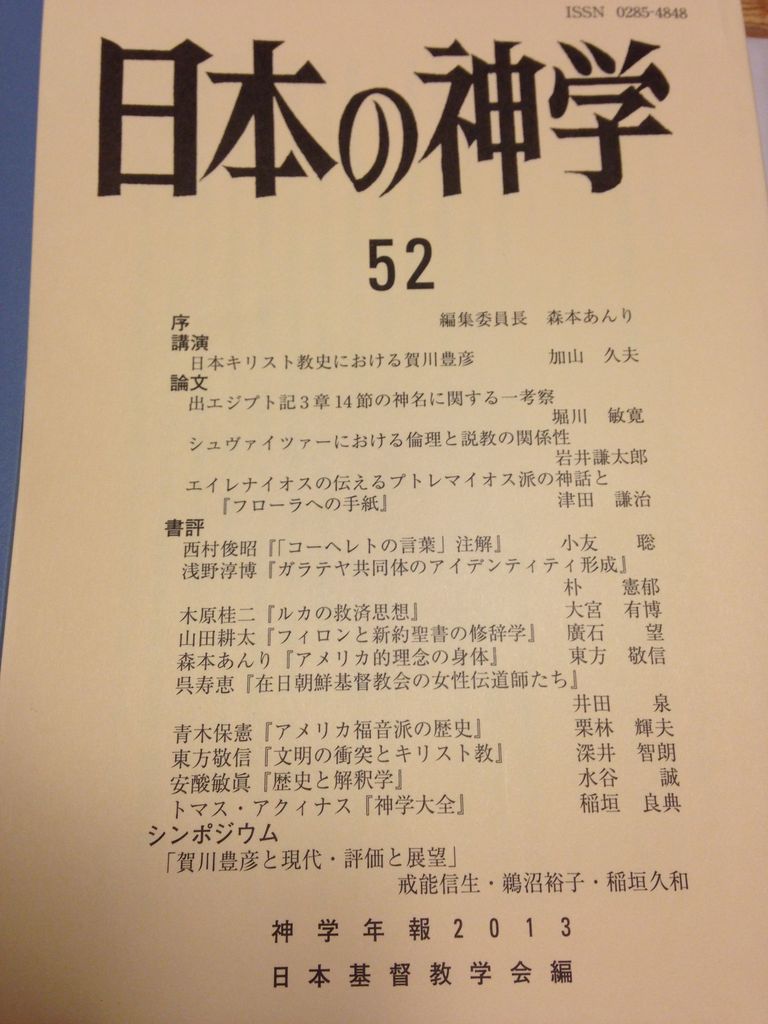 ISSN 0285-4848
日本の神学
52
序 編集委員長 森本あんり
講演
日本キリスト教史における賀川豊彦 加山 久夫
論文
出エジプト記3章14節の神名に関する一考察
堀川 敏寛
シュヴァイツァーにおける倫理と説教の関係性
岩井謙太郎
エイレナイオスの伝えるプトレマイオス派の神話と
『フローラへの手紙』 津田 謙治
書評
西村俊昭『「コーヘレトの言葉」注解』 小友 聡
浅野淳博『ガラテヤ共同体のアイデンティティ形成』
朴 憲郁
木原桂二『ルカの救済思想』 大宮 有博
山田耕太『フィロンと新約聖書の修辞学』 廣石 望
森本あんり『アメリカ的理念の身体』 東方 敬信
呉寿恵『在日朝鮮基督教会の女性伝道師たち』
井田 泉
青木保憲『アメリカ福音派の歴史』 栗林 輝夫
東方敬信『文明の衝突とキリスト教』 深井 智朗
安酸敏眞『歴史と解釈学』 水谷 誠
トマス・アクィナス『神学大全』 稲垣 良典
シンポジウム
「賀川豊彦と現代・評価と展望」
戒能信生・鵜沼裕子・稲垣久和
神学年報2013
日本基督教学会編